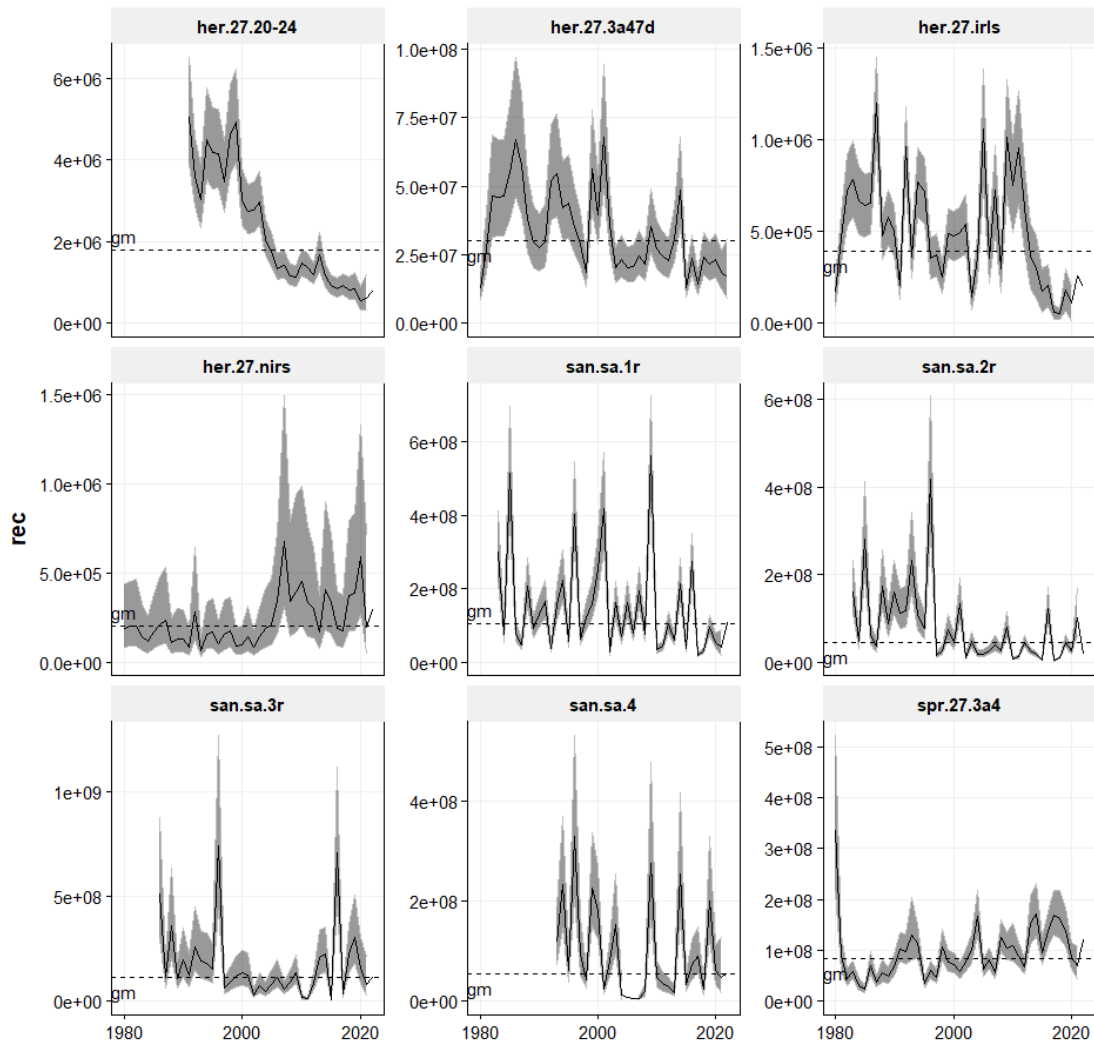 her.27.20-24
her.27.3a47d
her.27.irls
6e+06
4e+06
2e+06
0e+00
gm
1.0e+08
7.5e+07
5.0e+07
2.5e+07
0.0e+00
gm
1.5e+06
1.0e+06
5.0e+05
0.0e+00
gm
her.27.nirs
san.sa.1r
san.sa.2r
rec
1.5e+06
1.0e+06
5.0e+05
0.0e+00
gm
6e+08
4e+08
2e+08
0e+00
gm
6e+08
4e+08
2e+08
0e+00
gm
san.sa.3r
san.sa.4
spr.27.3a4
1e+09
5e+08
0e+00
gm
4e+08
2e+08
0e+00
gm
5e+08
4e+08
3e+08
2e+08
1e+08
0e+00
gm
1980 2000 2020
1980 2000 2020
1980 2000 2020